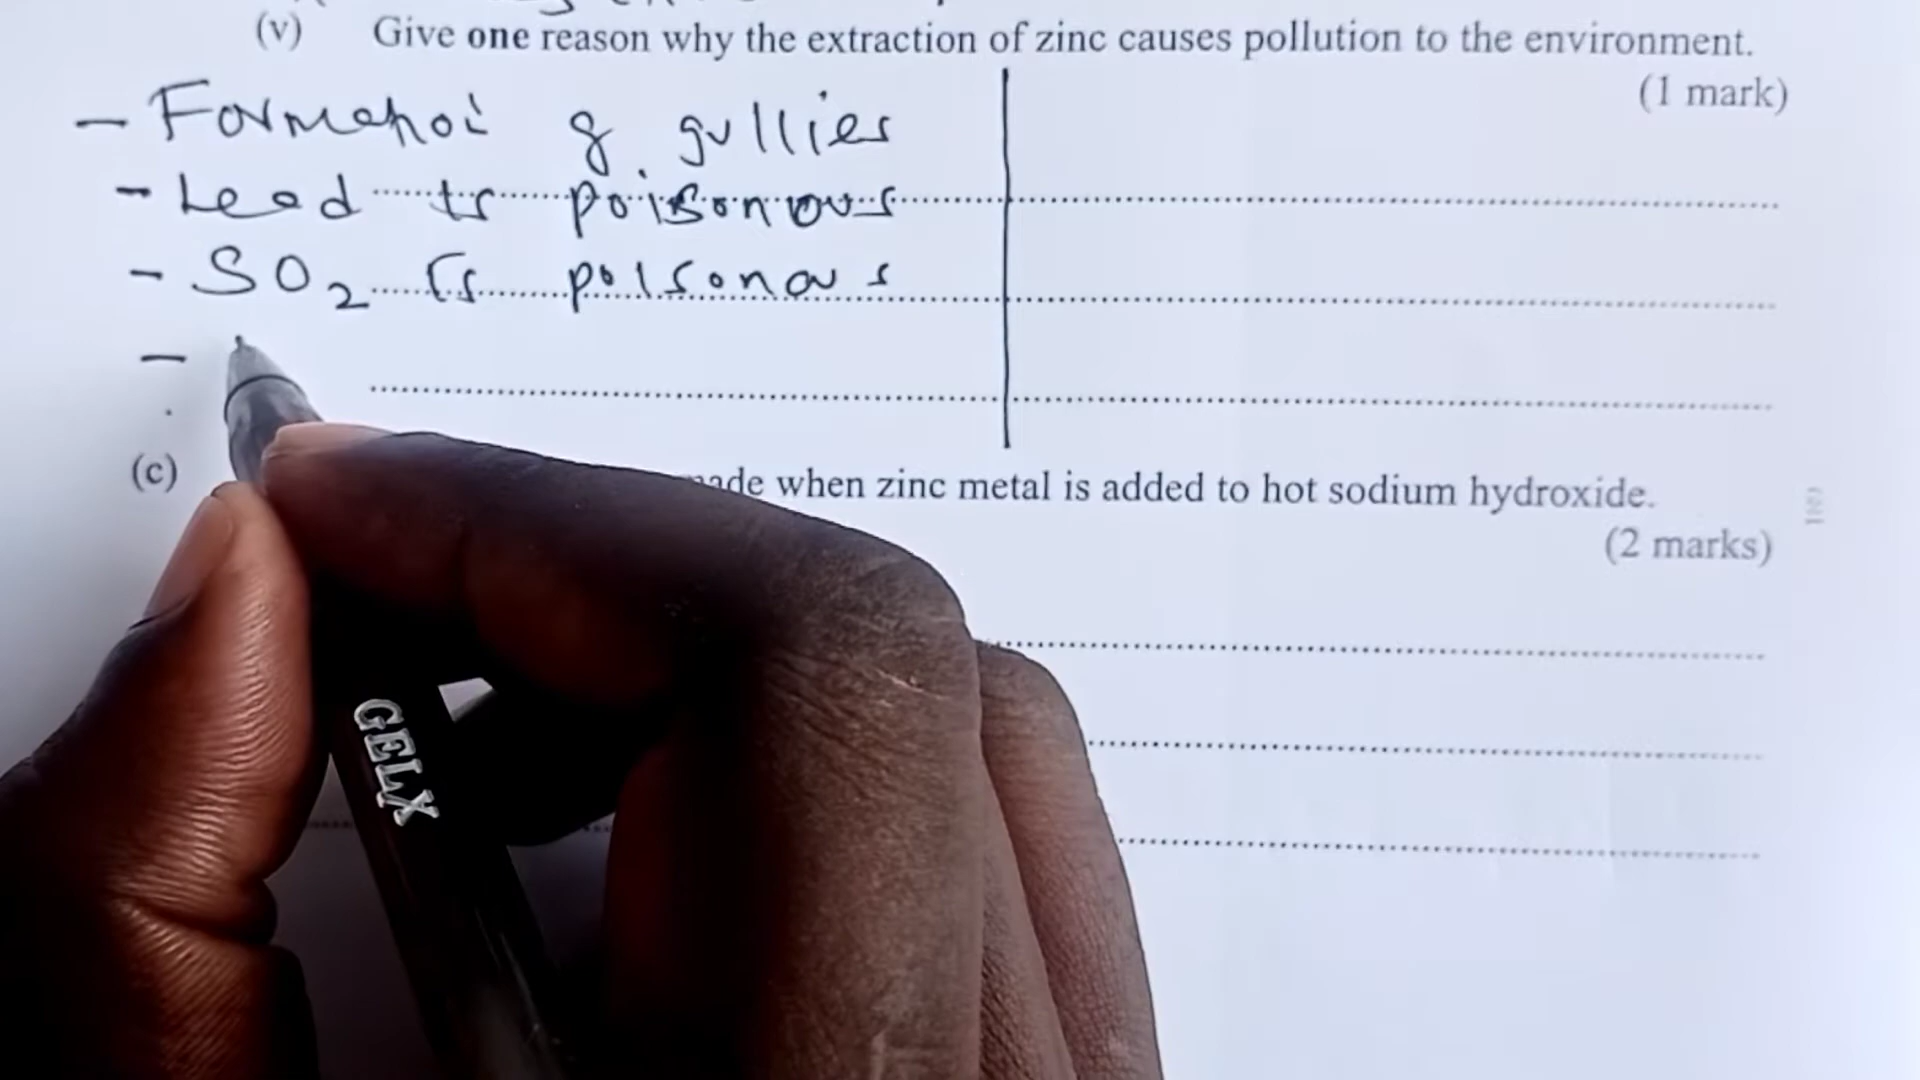 (v) Give one reason why the extraction of zinc causes pollution to the environment.
(1 mark)
- Formation of gullies
- Lead is poisonous
- SO2 is poisonous
-
(c) made when zinc metal is added to hot sodium hydroxide.
(2 marks)
GELX